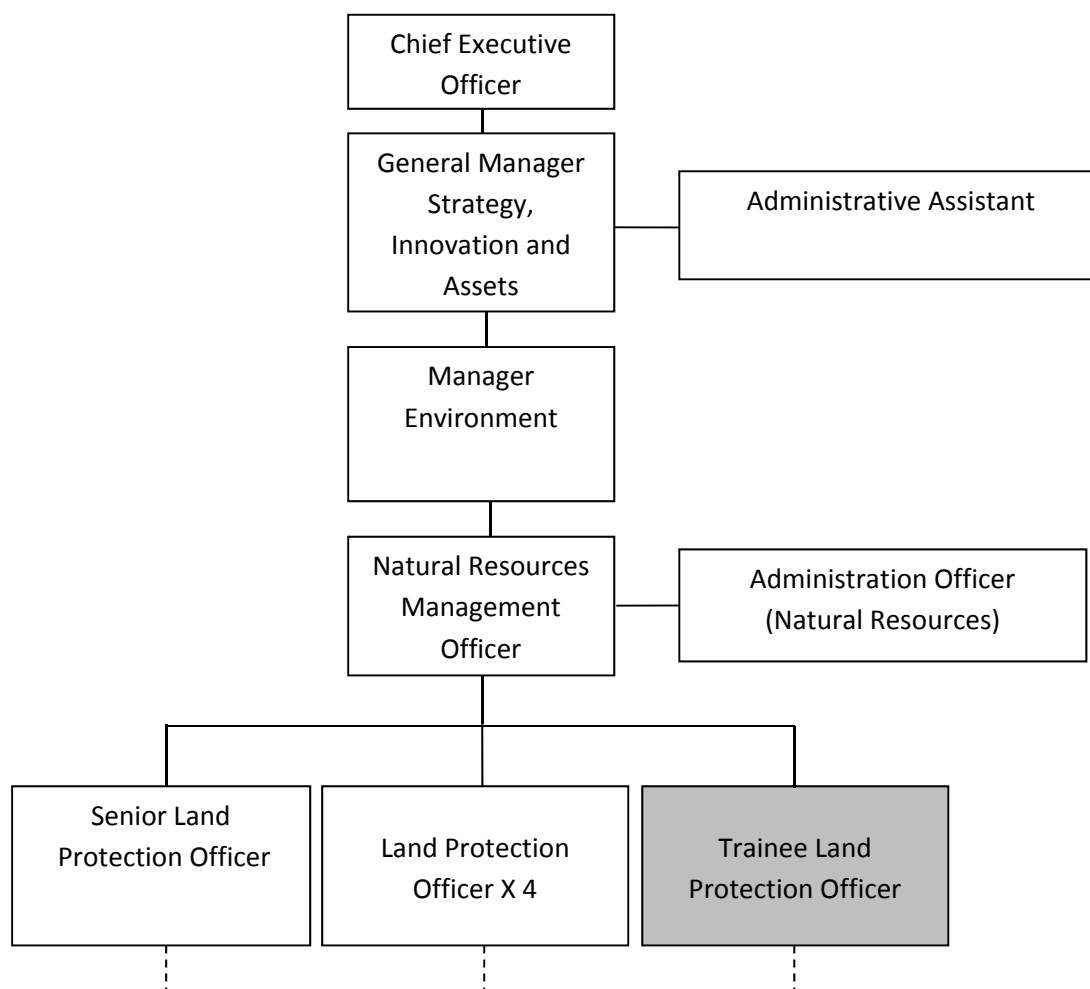 Chief Executive
Officer
General Manager
Strategy,
Innovation and
Assets
Administrative Assistant
Manager
Environment
Natural Resources
Management
Officer
Administration Officer
(Natural Resources)
Senior Land
Protection Officer
Land Protection
Officer X 4
Trainee Land
Protection Officer